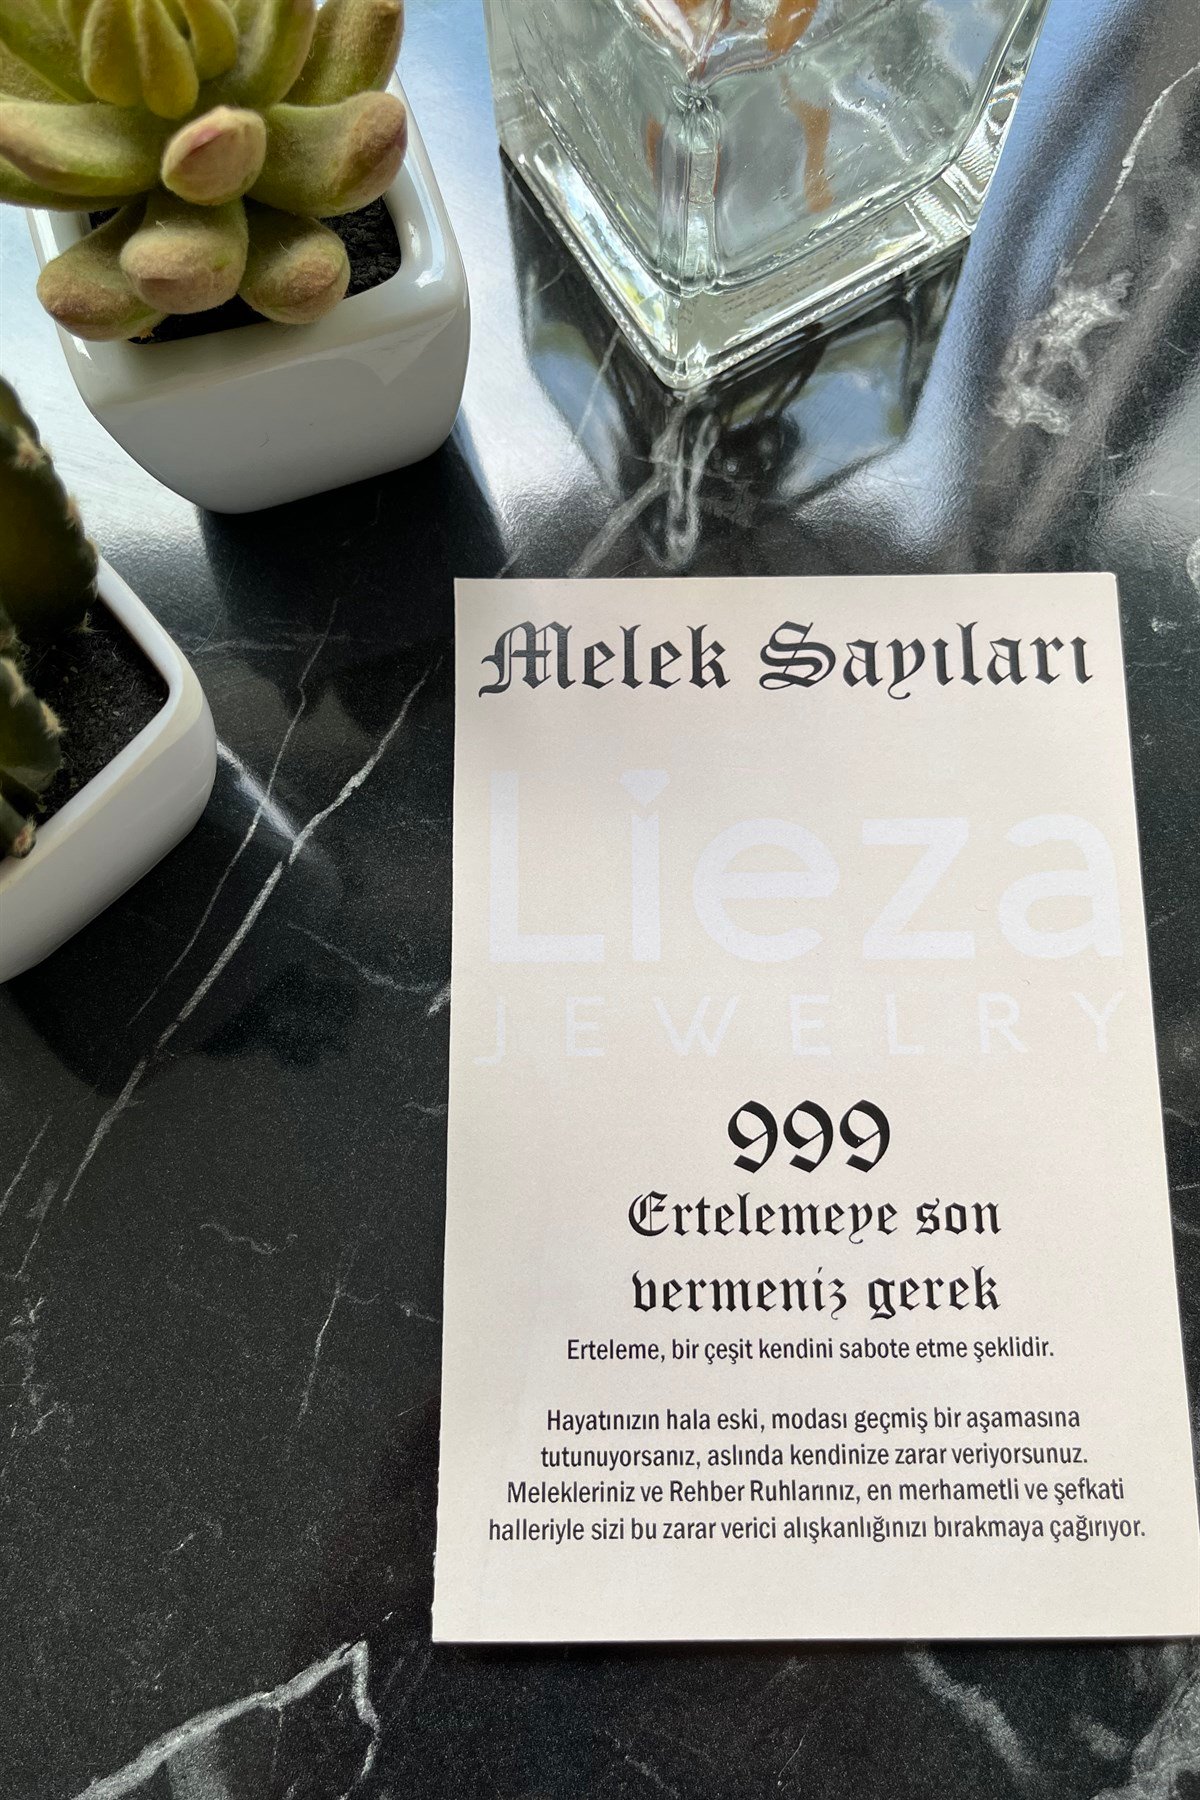 Melek Sayıları
Lieza
JEWELRY
999
Ertelemeye son
vermeniz gerek
Erteleme, bir çeşit kendini sabote etme şeklidir.
Hayatınızın hala eski, modası geçmiş bir aşamasına
tutunuyorsanız, aslında kendinize zarar veriyorsunuz.
Melekleriniz ve Rehber Ruhlarınız, en merhametli ve şefkati
halleriyle sizi bu zarar verici alışkanlığınızı bırakmaya çağırıyor.